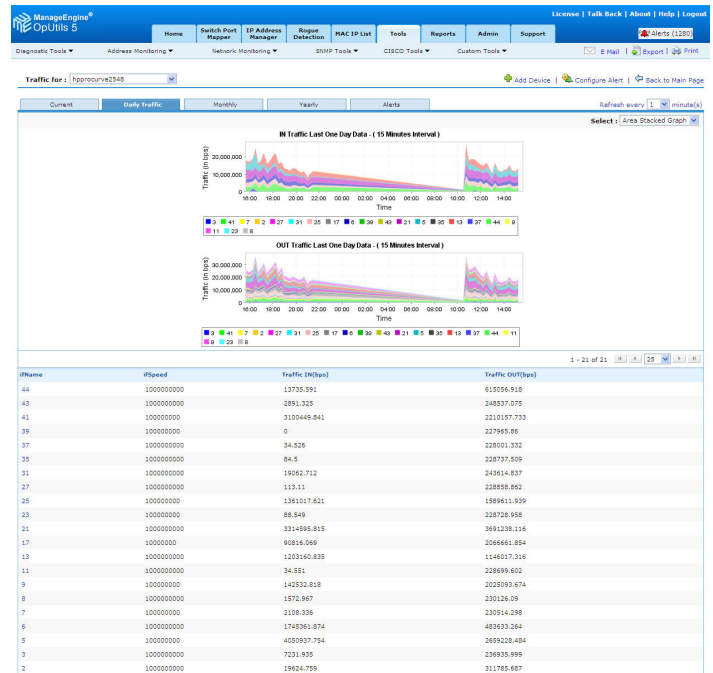 License | Talk Back | About | Help | Logout
ManageEngine®
OpUtils 5
Home Switch Port Mapper IP Address Manager Rogue Detection MAC IP List Tools Reports Admin Support Alerts (1280)
Diagnostic Tools Address Monitoring Network Monitoring SNMP Tools CISCO Tools Custom Tools E Mail | Export | Print
Traffic for : hpprocurve2548 Add Device | Configure Alert | Back to Main Page
Current Daily Traffic Monthly Yearly Alerts Refresh every 1 minute(s)
Select : Area Stacked Graph
IN Traffic Last One Day Data - ( 15 Minutes Interval )
Traffic (in bps)
20,000,000
10,000,000
0
16:00 18:00 20:00 22:00 00:00 02:00 04:00 06:00 08:00 10:00 12:00 14:00
Time
3 41 7 2 27 31 25 17 6 39 43 21 5 35 13 37 44 9
11 23 8
OUT Traffic Last One Day Data - ( 15 Minutes Interval )
Traffic (in bps)
30,000,000
20,000,000
10,000,000
0
16:00 18:00 20:00 22:00 00:00 02:00 04:00 06:00 08:00 10:00 12:00 14:00
Time
3 41 7 2 27 31 25 17 6 39 43 21 5 35 13 37 44 11
9 23 8
1 - 21 of 21 25
ifName ifSpeed Traffic IN(bps) Traffic OUT(bps)
44 1000000000 13735.591 615056.918
43 1000000000 2891.325 248537.075
41 1000000000 3100449.841 2210157.733
39 1000000000 0 227965.86
37 1000000000 34.526 228001.332
35 1000000000 84.5 228737.509
31 1000000000 19062.712 243614.837
27 1000000000 113.11 228858.862
25 1000000000 1361017.621 1589611.939
23 1000000000 88.549 228728.958
21 1000000000 3314595.815 3691238.116
17 10000000 90816.069 2066661.854
13 1000000000 1203160.835 1146017.316
11 1000000000 34.551 228699.602
9 1000000000 142532.818 2025093.674
8 1000000000 1572.967 230126.09
7 1000000000 2108.336 230514.298
6 1000000000 1745361.874 483633.264
5 1000000000 4050937.754 2659228.484
3 1000000000 7231.935 236935.999
2 1000000000 19624.759 311785.687